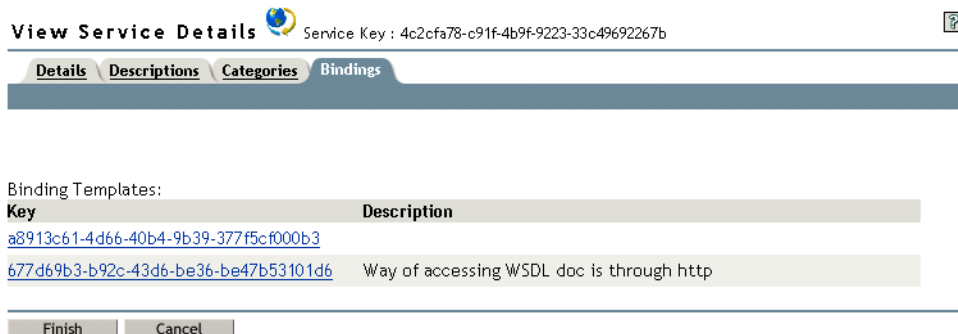 View Service Details Service Key : 4c2cfa78-c91f-4b9f-9223-33c49692267b ?
Details Descriptions Categories Bindings
Binding Templates:
Key Description
a8913c61-4d66-40b4-9b39-377f5cf000b3
677d69b3-b92c-43d6-be36-be47b53101d6 Way of accessing WSDL doc is through http
Finish Cancel